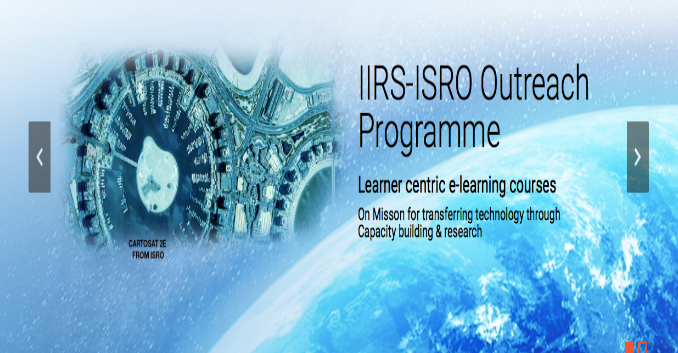 IIRS-ISRO Outreach
Programme
Learner centric e-learning courses
On Misson for transferring technology through
Capacity building & research
CARTOSAT 2E
FROM ISRO